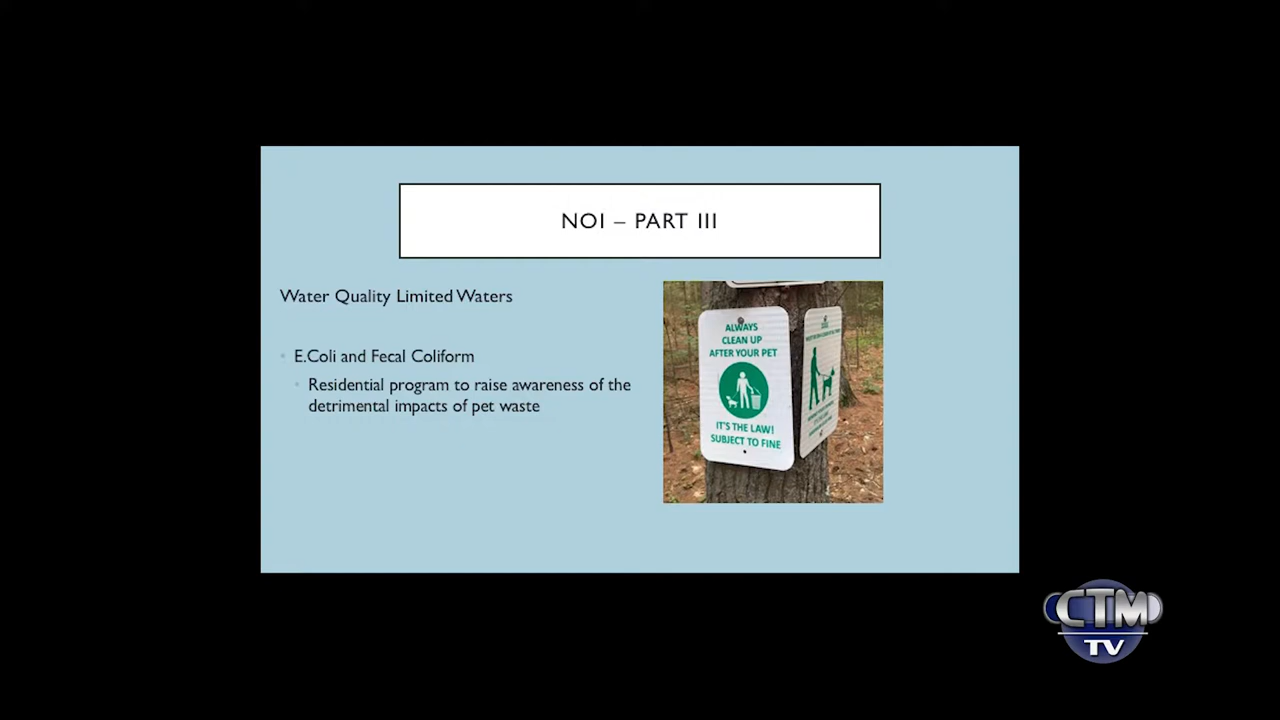 NOI – PART III
Water Quality Limited Waters
E.Coli and Fecal Coliform
Residential program to raise awareness of the
detrimental impacts of pet waste
ALWAYS
CLEAN UP
AFTER YOUR PET
IT'S THE LAW!
SUBJECT TO FINE
CTM
TV